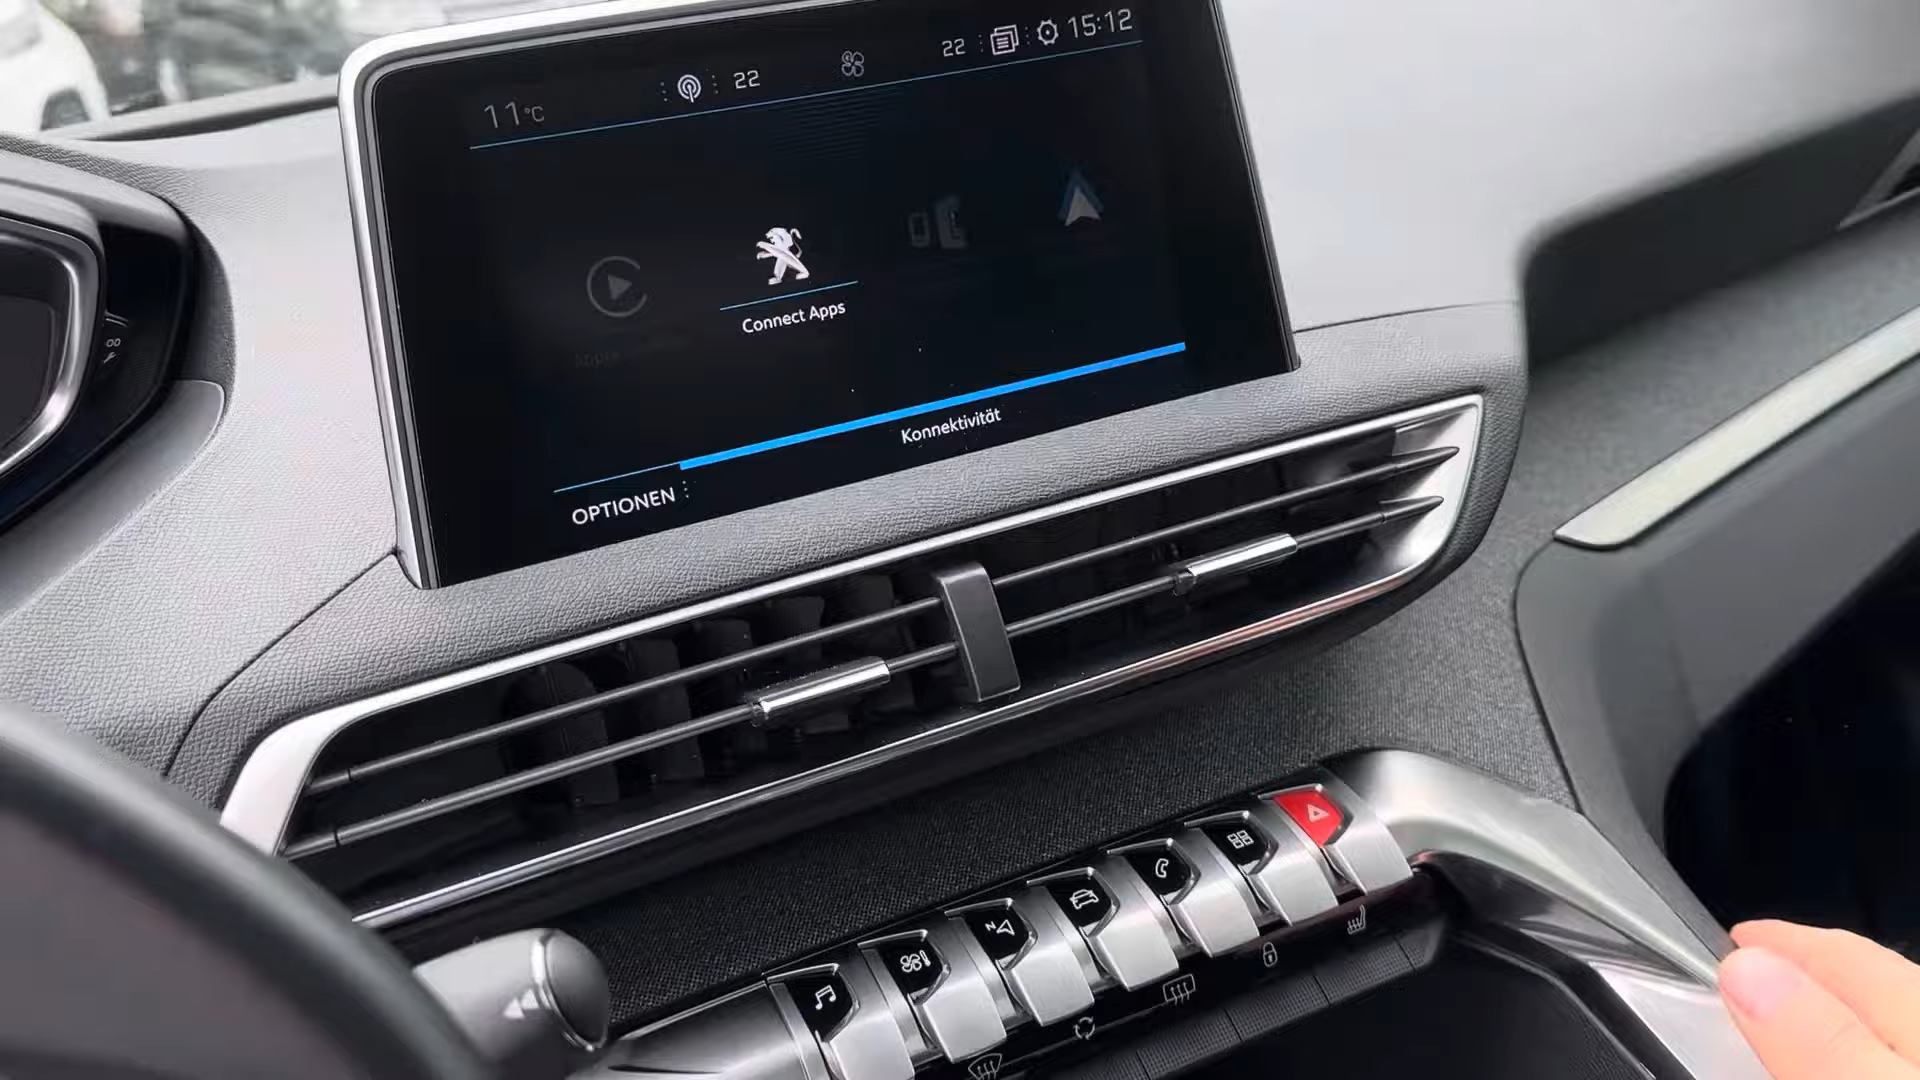 11°C
22
22
15:12
Connect Apps
Konnektivität
OPTIONEN
N